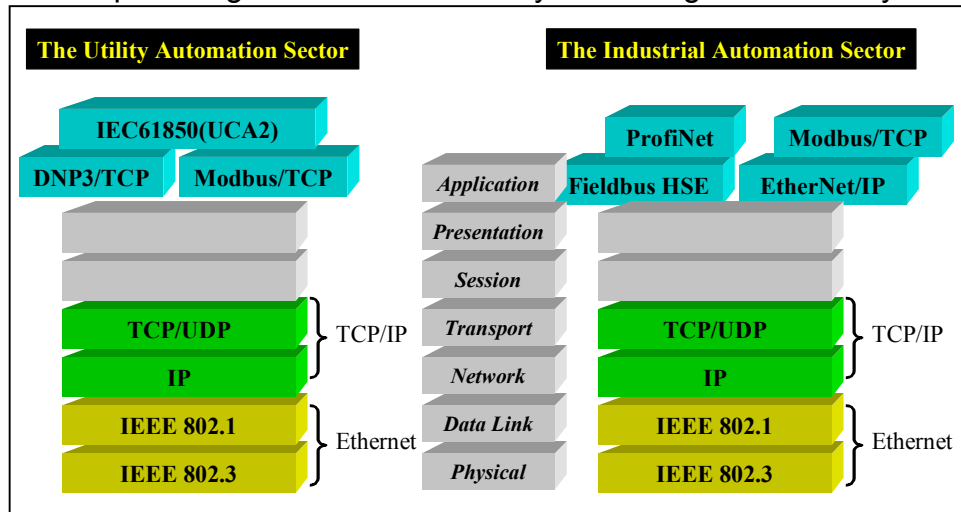 The Utility Automation Sector
IEC61850(UCA2)
DNP3/TCP
Modbus/TCP
TCP/UDP
IP
TCP/IP
IEEE 802.1
IEEE 802.3
Ethernet
Application
Presentation
Session
Transport
Network
Data Link
Physical
The Industrial Automation Sector
ProfiNet
Modbus/TCP
Fieldbus HSE
EtherNet/IP
TCP/UDP
IP
TCP/IP
IEEE 802.1
IEEE 802.3
Ethernet